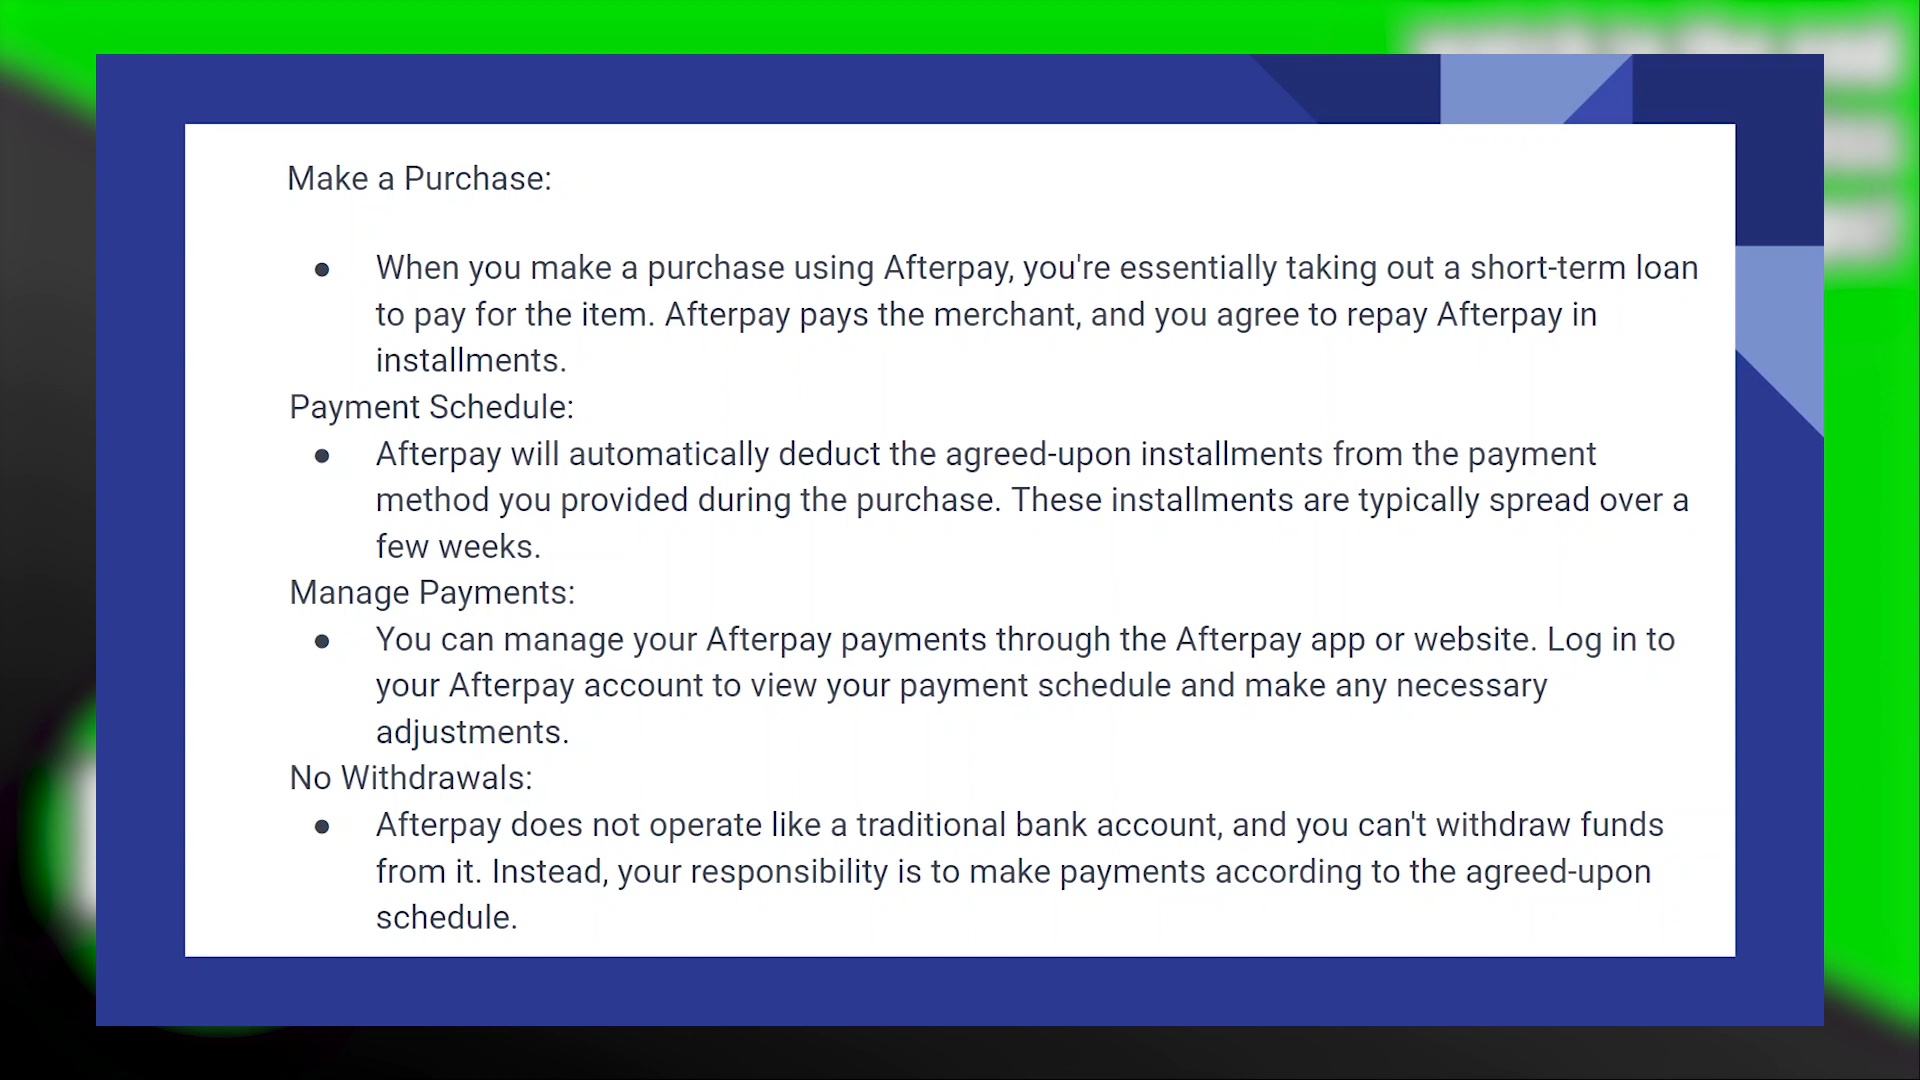 Make a Purchase:
● When you make a purchase using Afterpay, you're essentially taking out a short-term loan
to pay for the item. Afterpay pays the merchant, and you agree to repay Afterpay in
installments.
Payment Schedule:
● Afterpay will automatically deduct the agreed-upon installments from the payment
method you provided during the purchase. These installments are typically spread over a
few weeks.
Manage Payments:
● You can manage your Afterpay payments through the Afterpay app or website. Log in to
your Afterpay account to view your payment schedule and make any necessary
adjustments.
No Withdrawals:
● Afterpay does not operate like a traditional bank account, and you can't withdraw funds
from it. Instead, your responsibility is to make payments according to the agreed-upon
schedule.